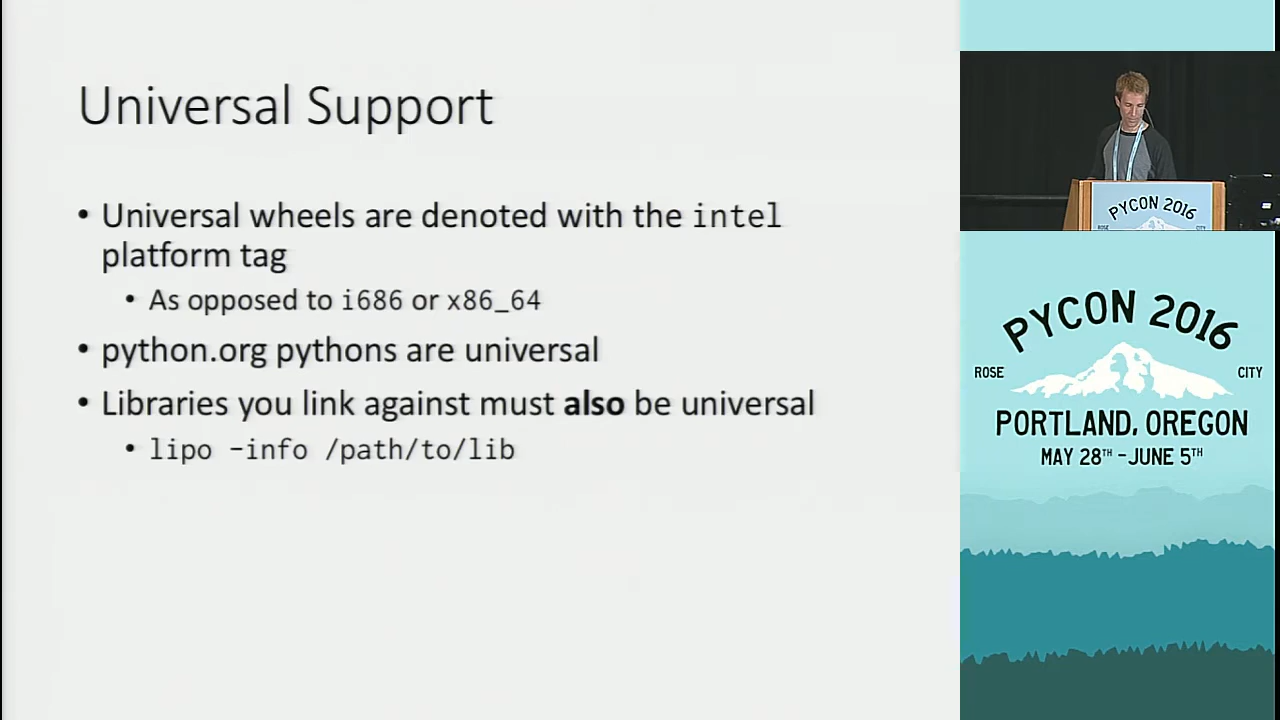 Universal Support
• Universal wheels are denoted with the intel
platform tag
• As opposed to i686 or x86_64
• python.org pythons are universal
• Libraries you link against must also be universal
• lipo -info /path/to/lib
PYCON 2016
ROSE
CITY
PYCON 2016
ROSE
CITY
PORTLAND, OREGON
MAY 28TH - JUNE 5TH